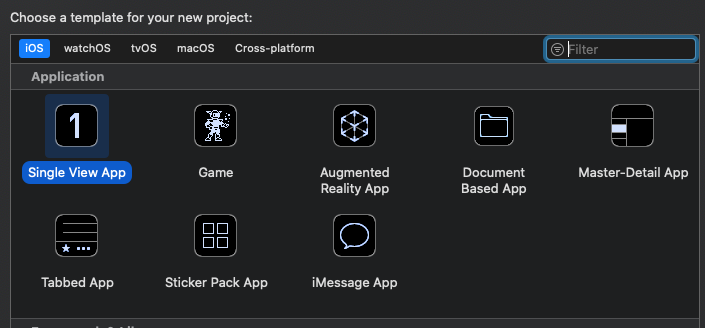 Choose a template for your new project:
iOS watchOS tvOS macOS Cross-platform Filter
Application
1
Single View App Game Augmented Reality App Document Based App Master-Detail App
Tabbed App Sticker Pack App iMessage App